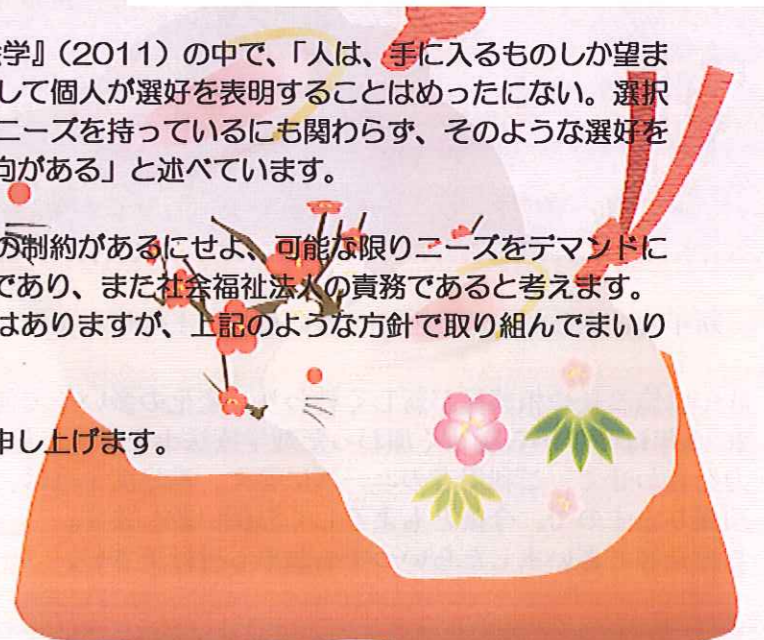 会学』（2011）の中で、「人は、手に入るものしか望ま
して個人が選好を表明することはめったにない。選択
ニーズを持っているにも関わらず、そのような選好を
向がある」と述べています。
の制約があるにせよ、可能な限りニーズをデマンドに
であり、また社会福祉法人の責務であると考えます。
はありますが、上記のような方針で取り組んでまいり
申し上げます。